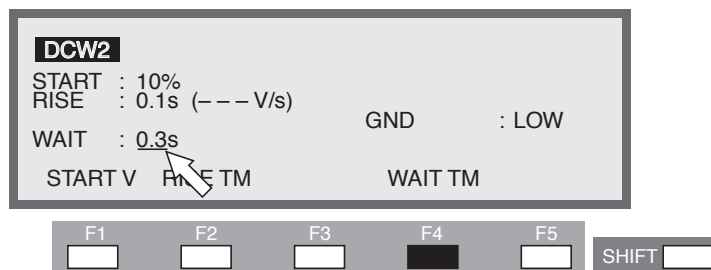 DCW2
START : 10%
RISE : 0.1s (– – – V/s)
GND : LOW
WAIT : 0.3s
START V RISE TM WAIT TM
F1 F2 F3 F4 F5
SHIFT